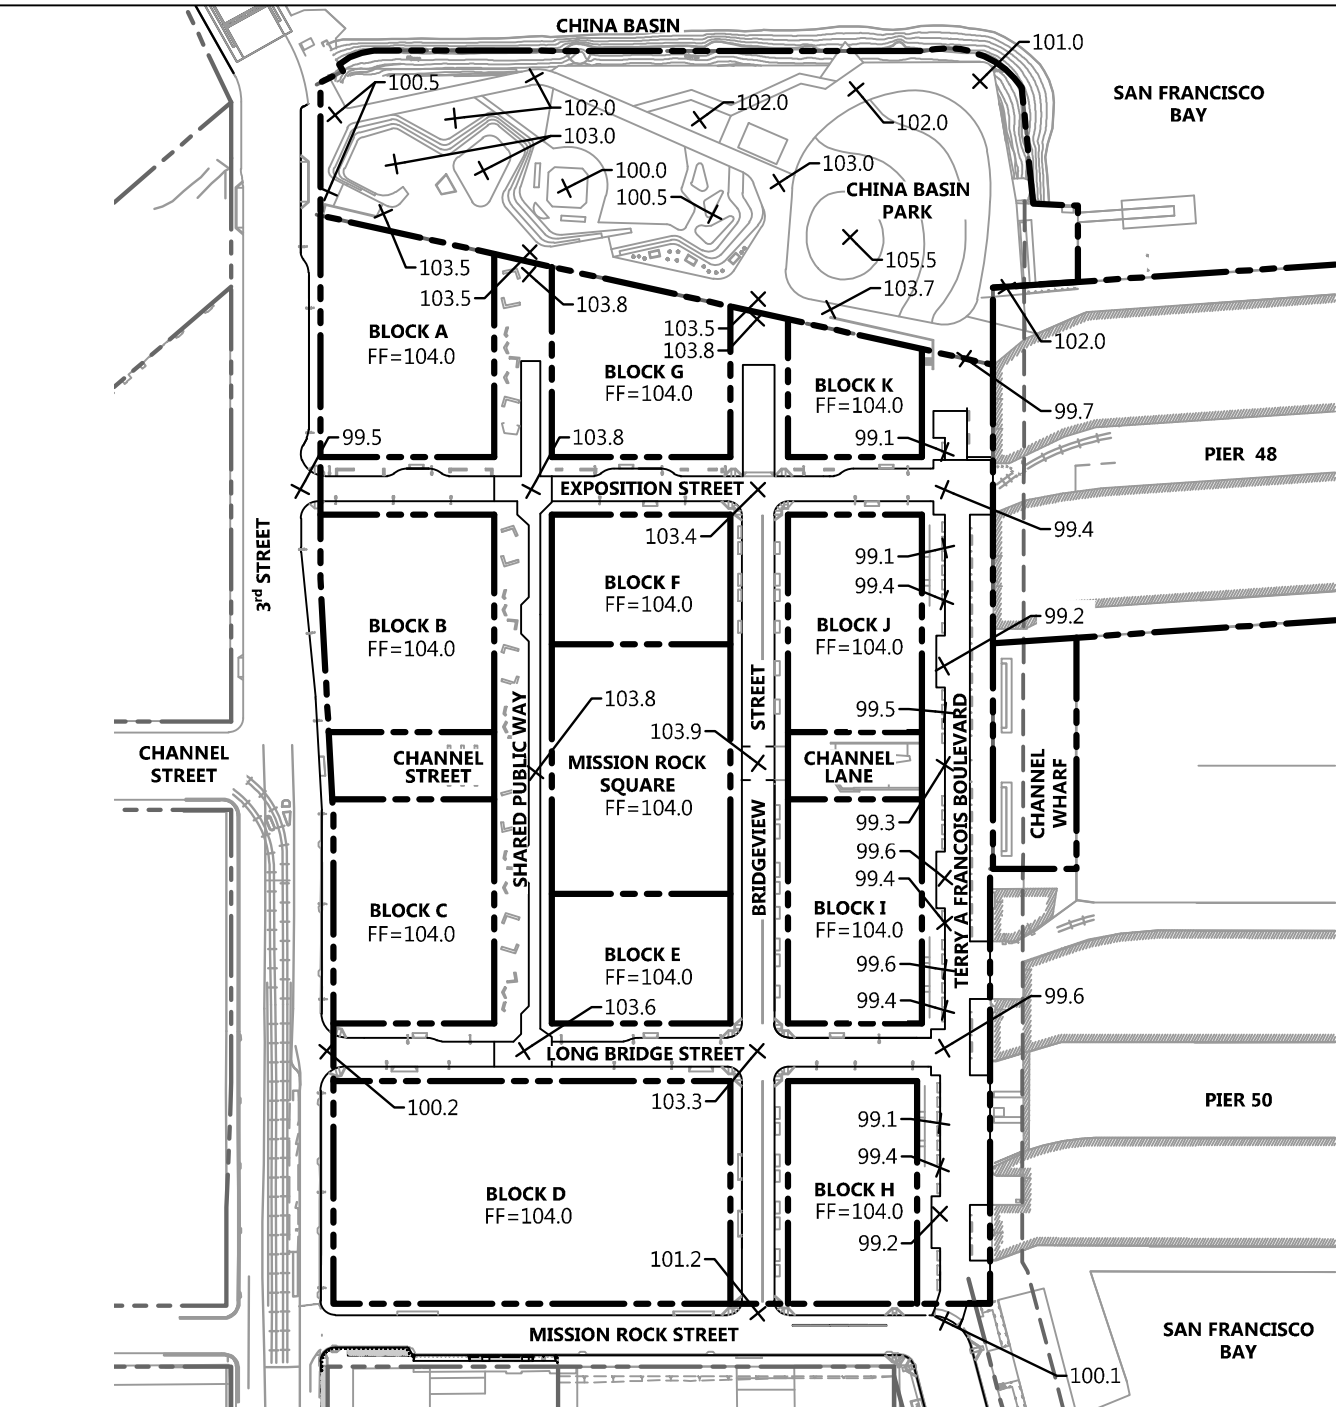 CHINA BASIN
101.0
SAN FRANCISCO
BAY
100.5
102.0
102.0
102.0
103.0
103.0
100.0
100.5
CHINA BASIN
PARK
105.5
103.5
103.5
103.8
103.7
103.5
103.8
102.0
BLOCK A
FF=104.0
BLOCK G
FF=104.0
BLOCK K
FF=104.0
99.7
99.5
103.8
99.1
PIER 48
EXPOSITION STREET
103.4
99.4
3rd STREET
99.1
99.4
BLOCK F
FF=104.0
99.2
BLOCK B
FF=104.0
BLOCK J
FF=104.0
103.8
99.5
103.9
STREET
CHANNEL
STREET
CHANNEL
STREET
SHARED PUBLIC WAY
MISSION ROCK
SQUARE
FF=104.0
CHANNEL
LANE
TERRY A FRANCOIS BOULEVARD
CHANNEL
WHARF
99.3
99.6
99.4
BRIDGEVIEW
BLOCK C
FF=104.0
BLOCK I
FF=104.0
BLOCK E
FF=104.0
99.6
99.4
99.6
103.6
LONG BRIDGE STREET
103.3
100.2
99.1
99.4
PIER 50
BLOCK D
FF=104.0
BLOCK H
FF=104.0
99.2
101.2
MISSION ROCK STREET
SAN FRANCISCO
BAY
100.1